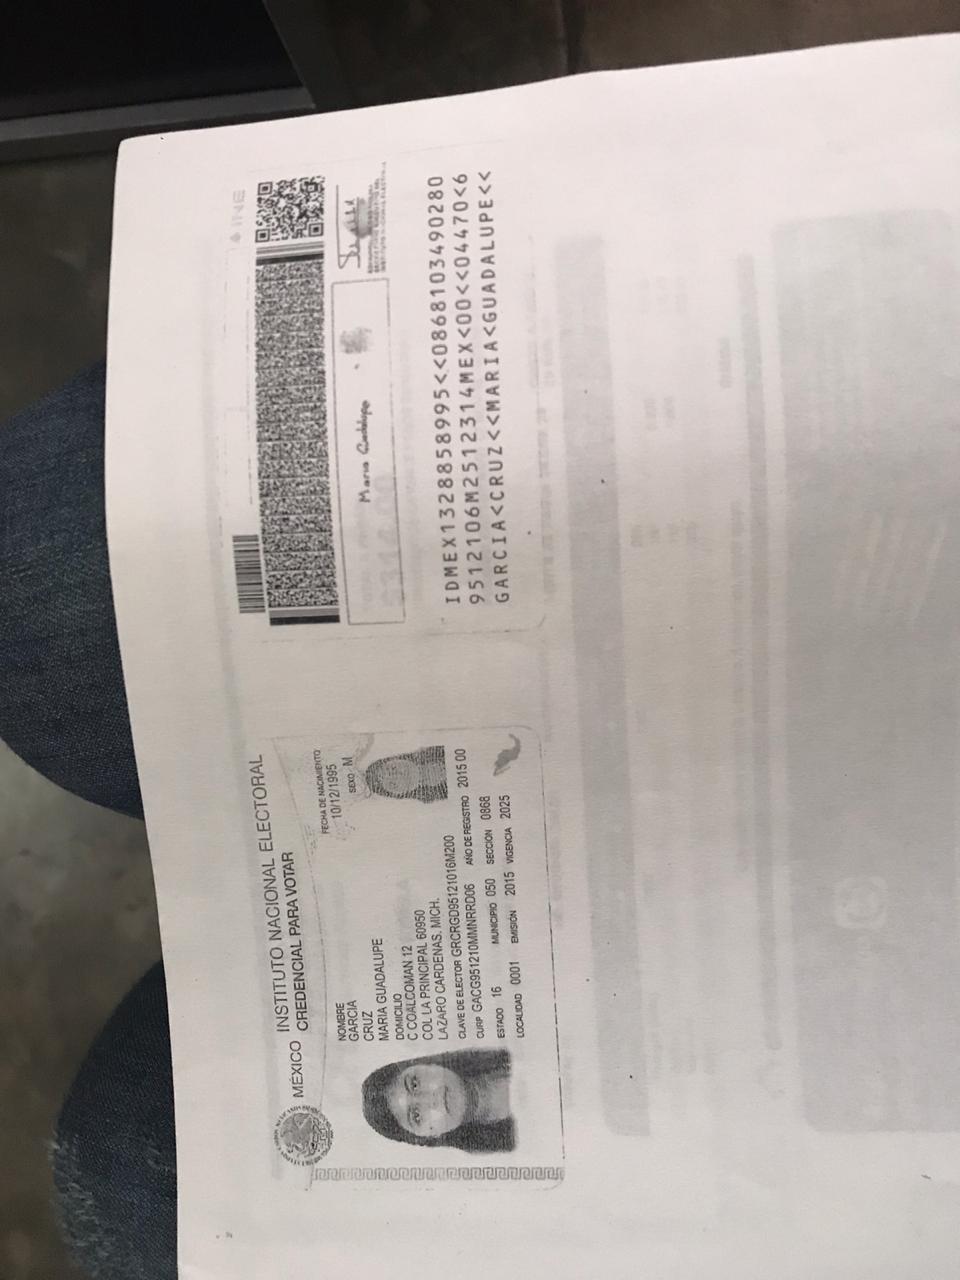 MÉXICO INSTITUTO NACIONAL ELECTORAL
CREDENCIAL PARA VOTAR
NOMBRE
GARCIA
CRUZ
MARIA GUADALUPE
FECHA DE NACIMIENTO
10/12/1995
SEXO M
DOMICILIO
C COALCOMAN 12
COL LA PRINCIPAL 60950
LAZARO CARDENAS, MICH.
CLAVE DE ELECTOR GRCRGD95121016M200
CURP GACG951210MMNRRD06 AÑO DE REGISTRO 2015 00
ESTADO 16 MUNICIPIO 050 SECCIÓN 0868
LOCALIDAD 0001 EMISIÓN 2015 VIGENCIA 2025
INE
Maria Guadalupe
IDMEX1328858995<<0868103490280
9512106M2512314MEX<00<<04470<6
GARCIA<CRUZ<<MARIA<GUADALUPE<<